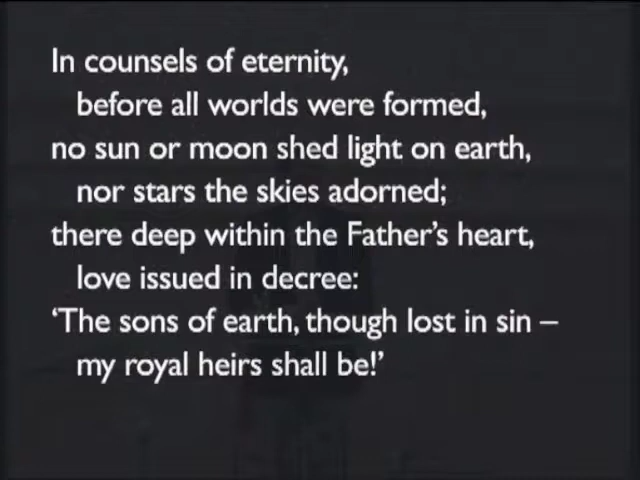 In counsels of eternity,
before all worlds were formed,
no sun or moon shed light on earth,
nor stars the skies adorned;
there deep within the Father’s heart,
love issued in decree:
‘The sons of earth, though lost in sin –
my royal heirs shall be!’